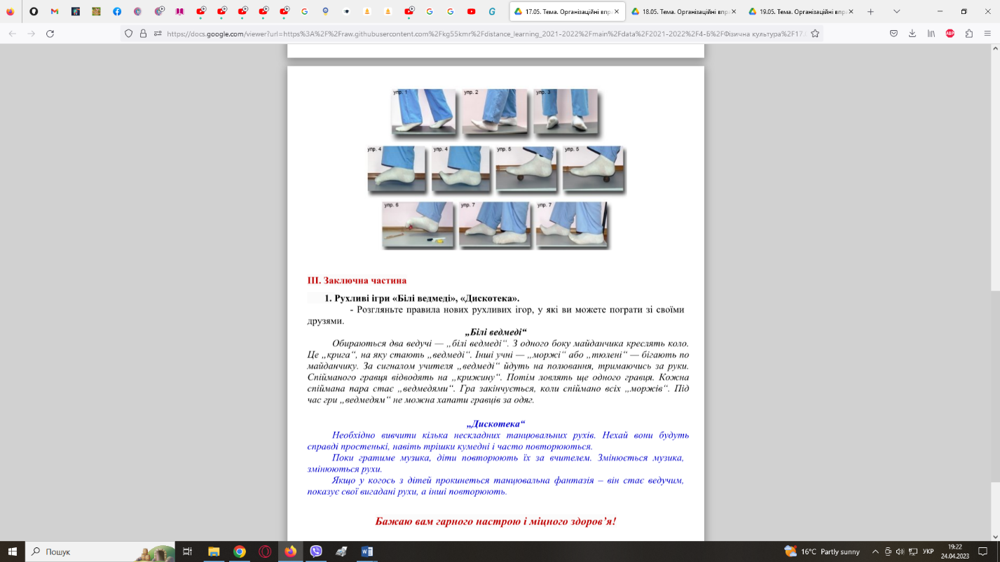 17.05. Тема. Організаційні впра
18.05. Тема. Організаційні впра
19.05. Тема. Організаційні впра
https://docs.google.com/viewer?url=https%3A%2F%2Fraw.githubusercontent.com%2Fkg55kmr%2Fdistance_learning_2021-2022%2Fmain%2Fdata%2F2021-2022%2F4-Б%2FФізична культура%2F17.
упр. 1 упр. 2 упр. 3
упр. 4 упр. 4 упр. 5 упр. 5
упр. 6 упр. 7 упр. 7
ІІІ. Заключна частина
1. Рухливі ігри «Білі ведмеді», «Дискотека».
- Розгляньте правила нових рухливих ігор, у які ви можете пограти зі своїми
друзями.
„Білі ведмеді“
Обираються два ведучі — „білі ведмеді“. З одного боку майданчика креслять коло.
Це „крига“, на яку стають „ведмеді“. Інші учні — „моржі“ або „тюлені“ — бігають по
майданчику. За сигналом учителя „ведмеді“ йдуть на полювання, тримаючись за руки.
Спійманого гравця відводять на „крижину“. Потім ловлять ще одного гравця. Кожна
спіймана пара стає „ведмедями“. Гра закінчується, коли спіймано всіх „моржів“. Під
час гри „ведмедям“ не можна хапати гравців за одяг.
„Дискотека“
Необхідно вивчити кілька нескладних танцювальних рухів. Нехай вони будуть
справді простенькі, навіть трішки кумедні і часто повторюються.
Поки гратиме музика, діти повторюють їх за вчителем. Змінюється музика,
змінюються рухи.
Якщо у когось з дітей прокинеться танцювальна фантазія – він стає ведучим,
показує свої вигадані рухи, а інші повторюють.
Бажаю вам гарного настрою і міцного здоров’я!
Пошук
16°C Partly sunny
УКР
19:22
24.04.2023